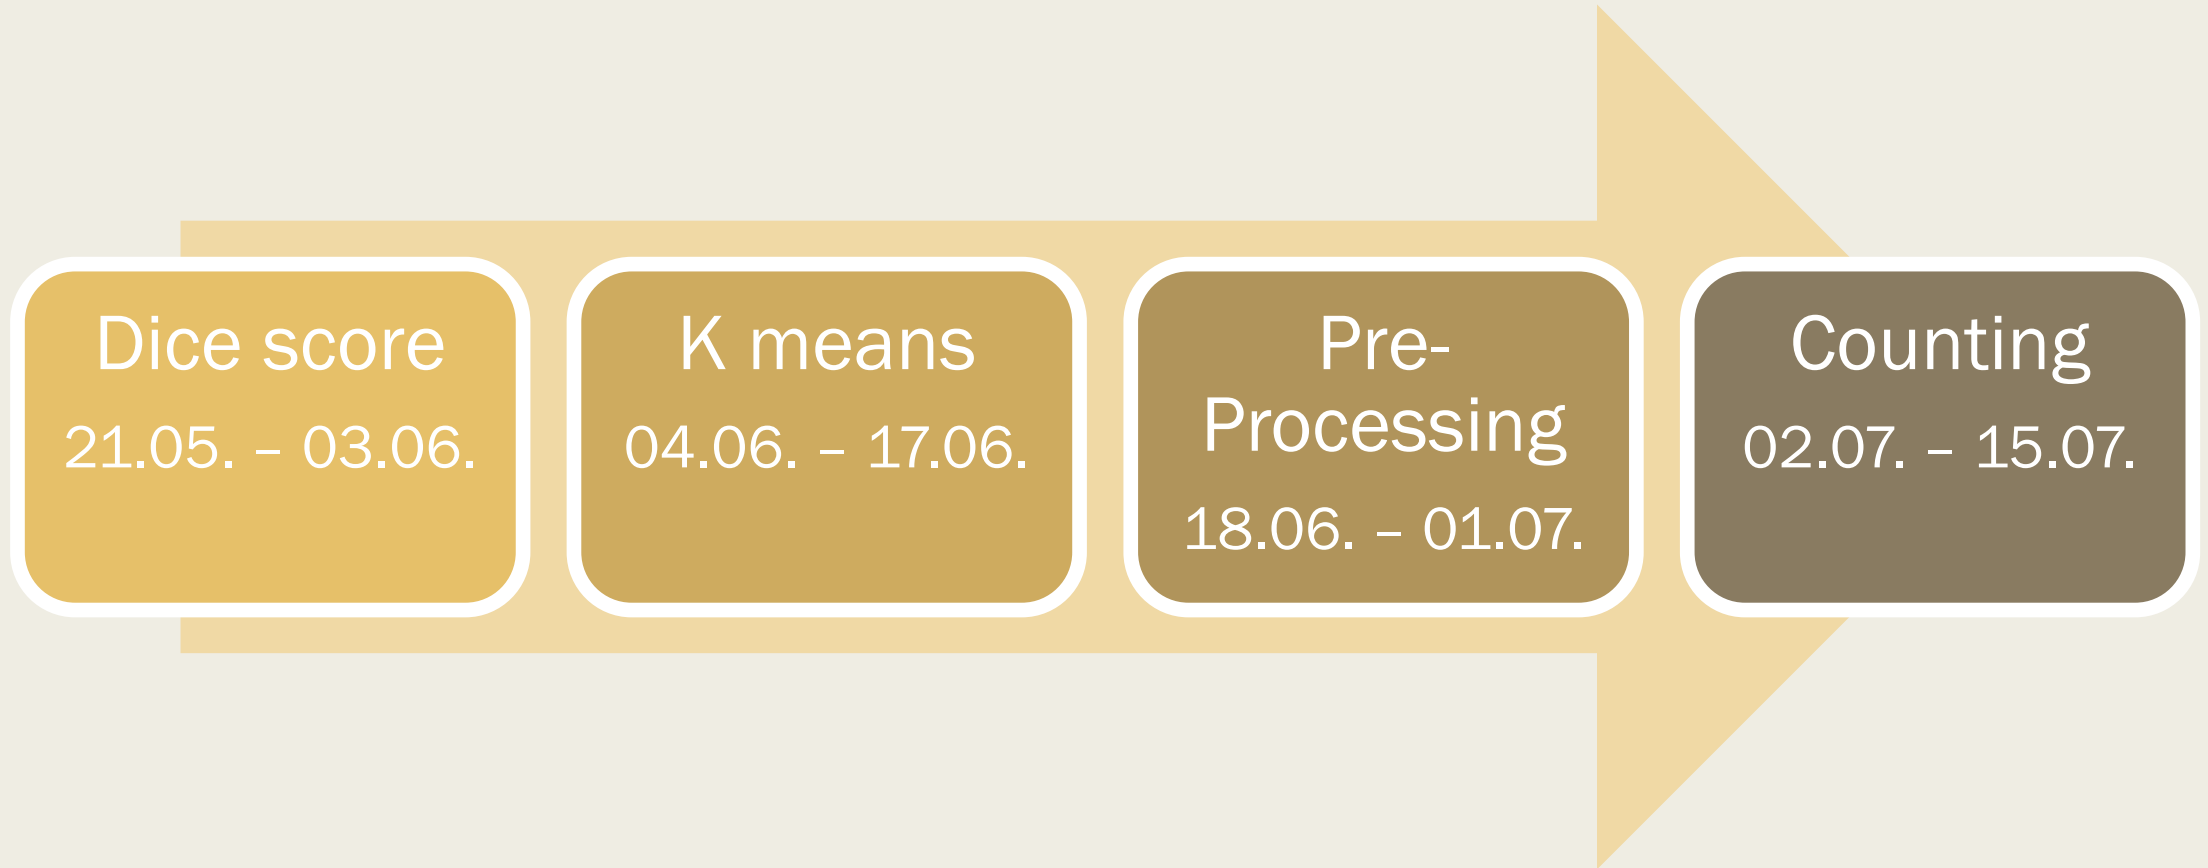 Dice score
21.05. – 03.06.
K means
04.06. – 17.06.
Pre-
Processing
18.06. – 01.07.
Counting
02.07. – 15.07.